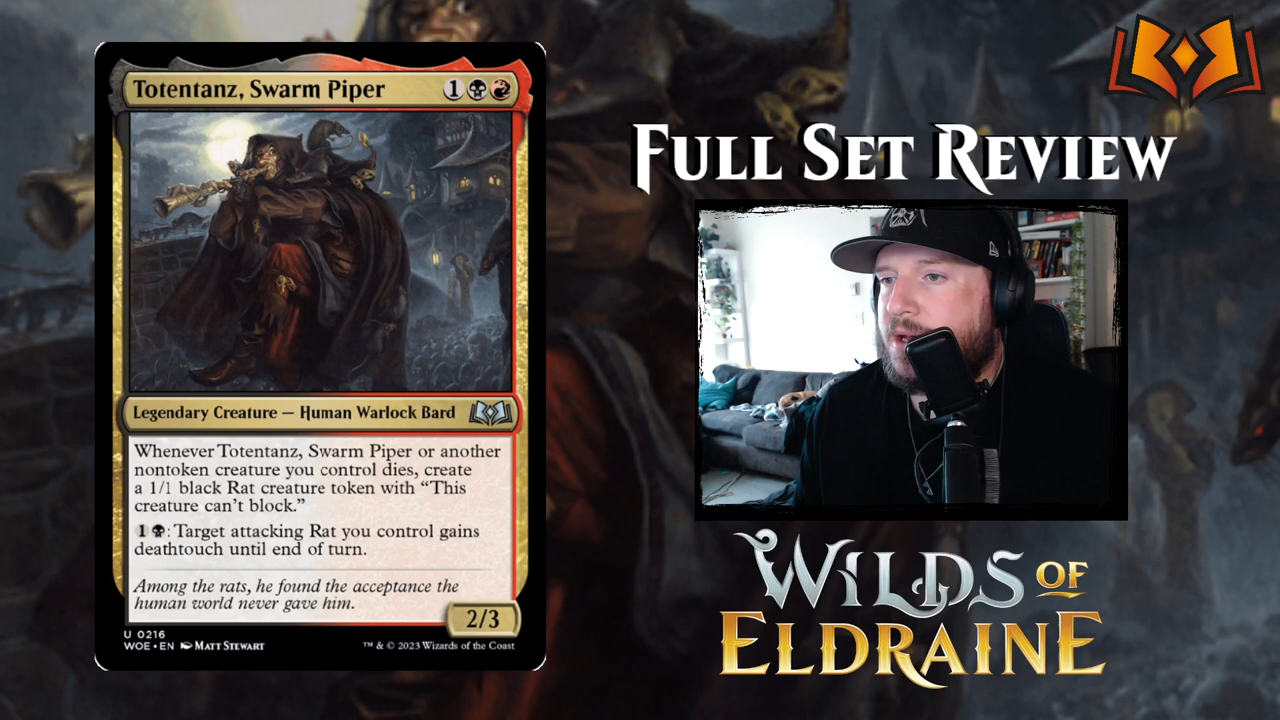 Totentanz, Swarm Piper 1
FULL SET REVIEW
Legendary Creature — Human Warlock Bard
Whenever Totentanz, Swarm Piper or another
nontoken creature you control dies, create
a 1/1 black Rat creature token with “This
creature can’t block.”
1 : Target attacking Rat you control gains
deathtouch until end of turn.
Among the rats, he found the acceptance the
human world never gave him.
2/3
U 0216
WOE • EN MATT STEWART
™ & © 2023 Wizards of the Coast
WILDS OF
ELDRAINE